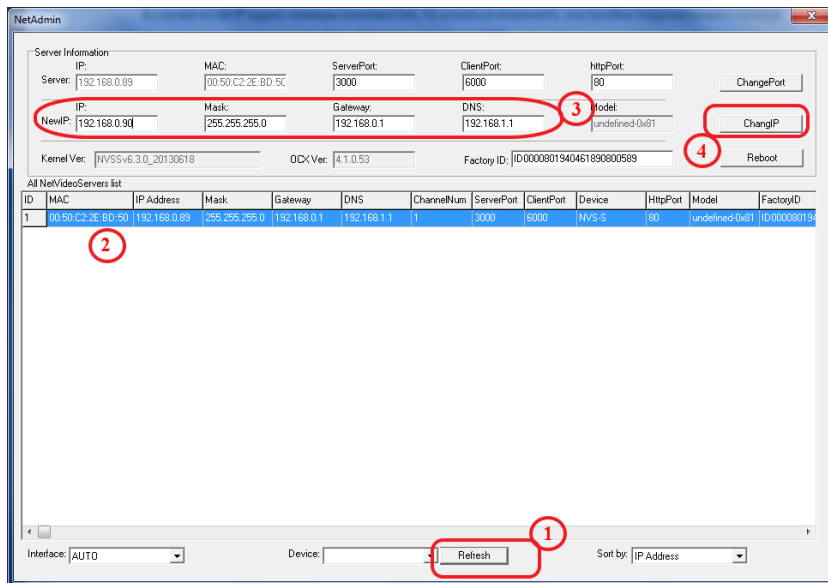 NetAdmin
Server Information
IP: MAC: ServerPort: ClientPort: httpPort:
Server: 192.168.0.89 00:50:C2:2E:BD:50 3000 6000 80 ChangePort
IP: Mask: Gateway: DNS: Model:
NewIP: 192.168.0.90 255.255.255.0 192.168.0.1 192.168.1.1 undefined-0x81 ChangIP
3
4
Kernel Ver: NVSSv6.3.0_20130618 OCX Ver: 4.1.0.53 Factory ID: ID0000801940461890800589 Reboot
All NetVideoServers list
ID MAC IP Address Mask Gateway DNS ChannelNum ServerPort ClientPort Device HttpPort Model FactoryID
1 00:50:C2:2E:BD:50 192.168.0.89 255.255.255.0 192.168.0.1 192.168.1.1 1 3000 6000 NVS-S 80 undefined-0x81 ID000080194
2
1
Interface: AUTO Device: Refresh Sort by: IP Address